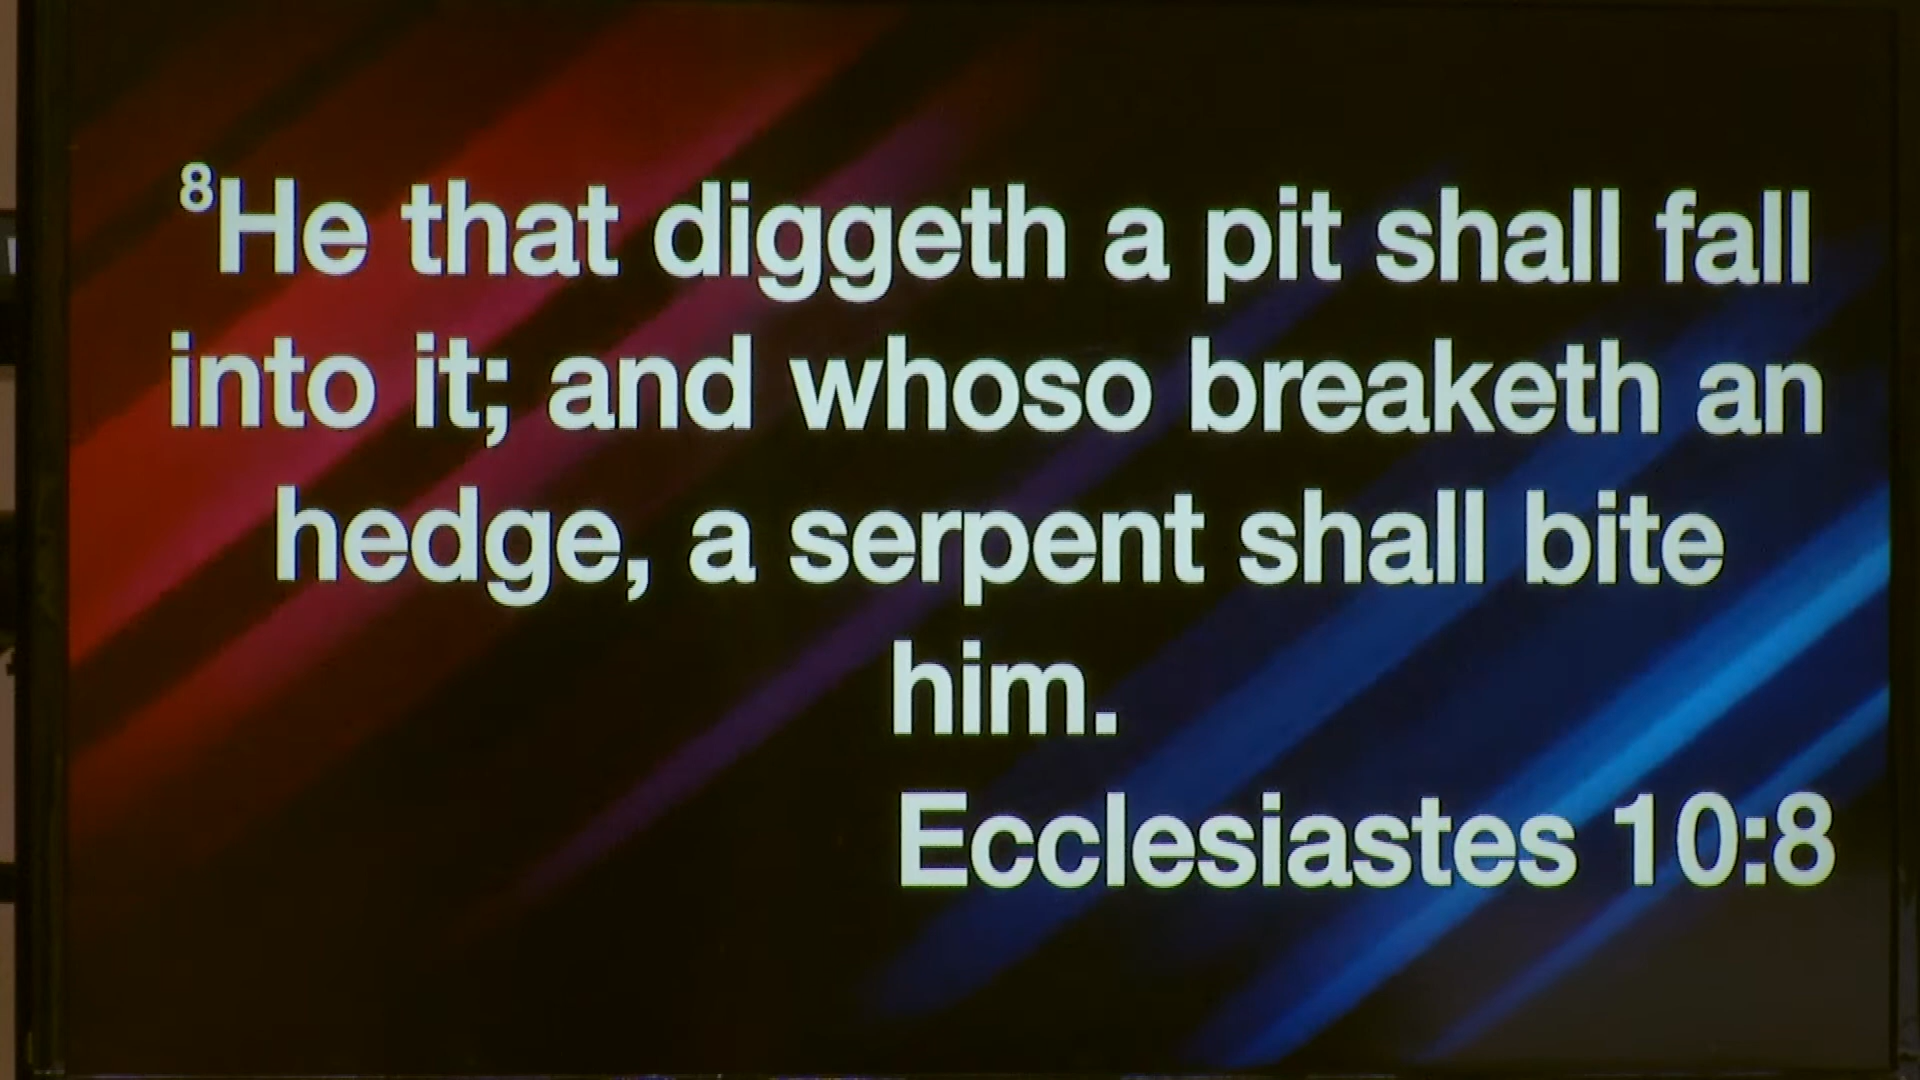 8He that diggeth a pit shall fall
into it; and whoso breaketh an
hedge, a serpent shall bite
him.
Ecclesiastes 10:8